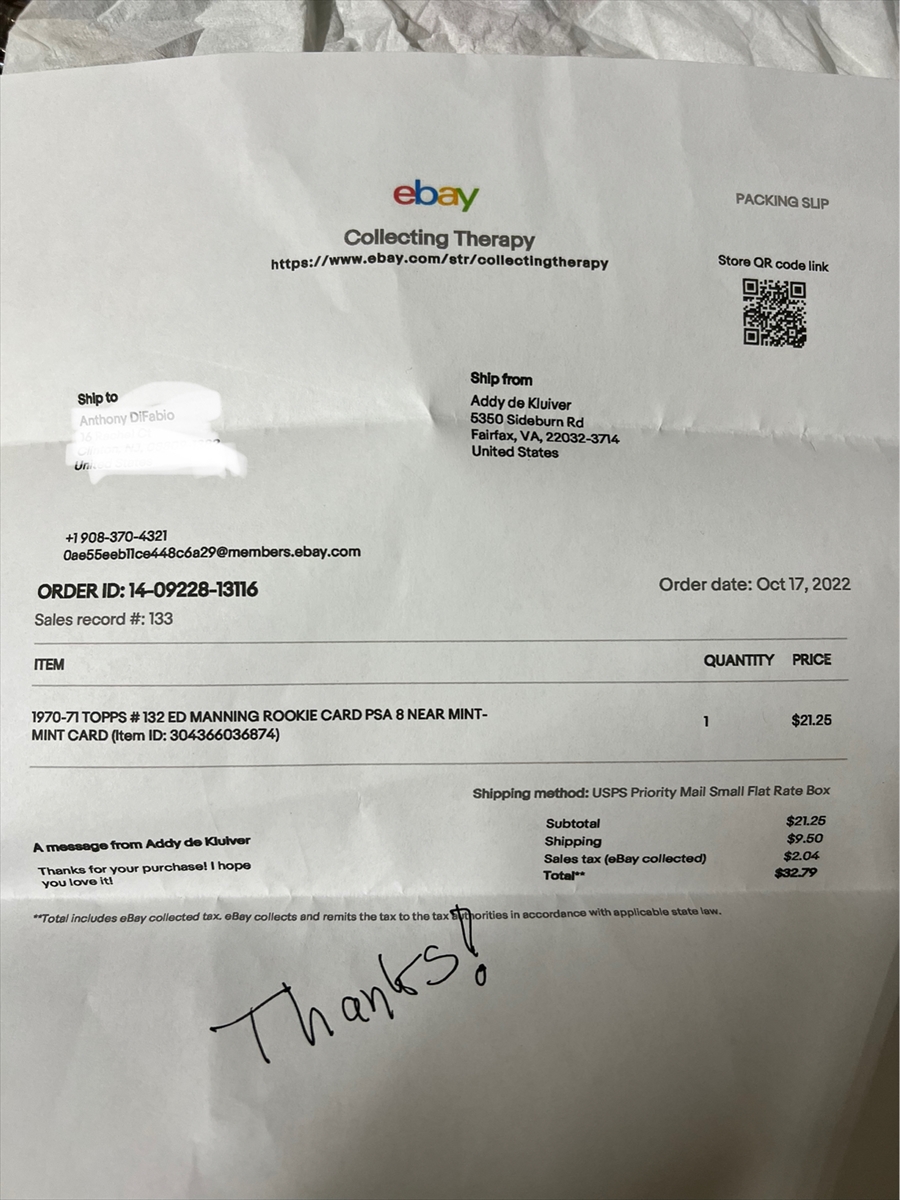 ebay
PACKING SLIP
Collecting Therapy
https://www.ebay.com/str/collectingtherapy
Store QR code link
Ship to
Anthony DiFabio
Ship from
Addy de Kluiver
5350 Sideburn Rd
Fairfax, VA, 22032-3714
United States
+1 908-370-4321
0ae55eeb11ce448c6a29@members.ebay.com
ORDER ID: 14-09228-13116
Order date: Oct 17, 2022
Sales record #: 133
ITEM QUANTITY PRICE
1970-71 TOPPS # 132 ED MANNING ROOKIE CARD PSA 8 NEAR MINT-
MINT CARD (Item ID: 304366036874)
1 $21.25
Shipping method: USPS Priority Mail Small Flat Rate Box
Subtotal $21.25
Shipping $9.50
Sales tax (eBay collected) $2.04
Total** $32.79
A message from Addy de Kluiver
Thanks for your purchase! I hope
you love it!
**Total includes eBay collected tax. eBay collects and remits the tax to the tax authorities in accordance with applicable state law.
Thanks!